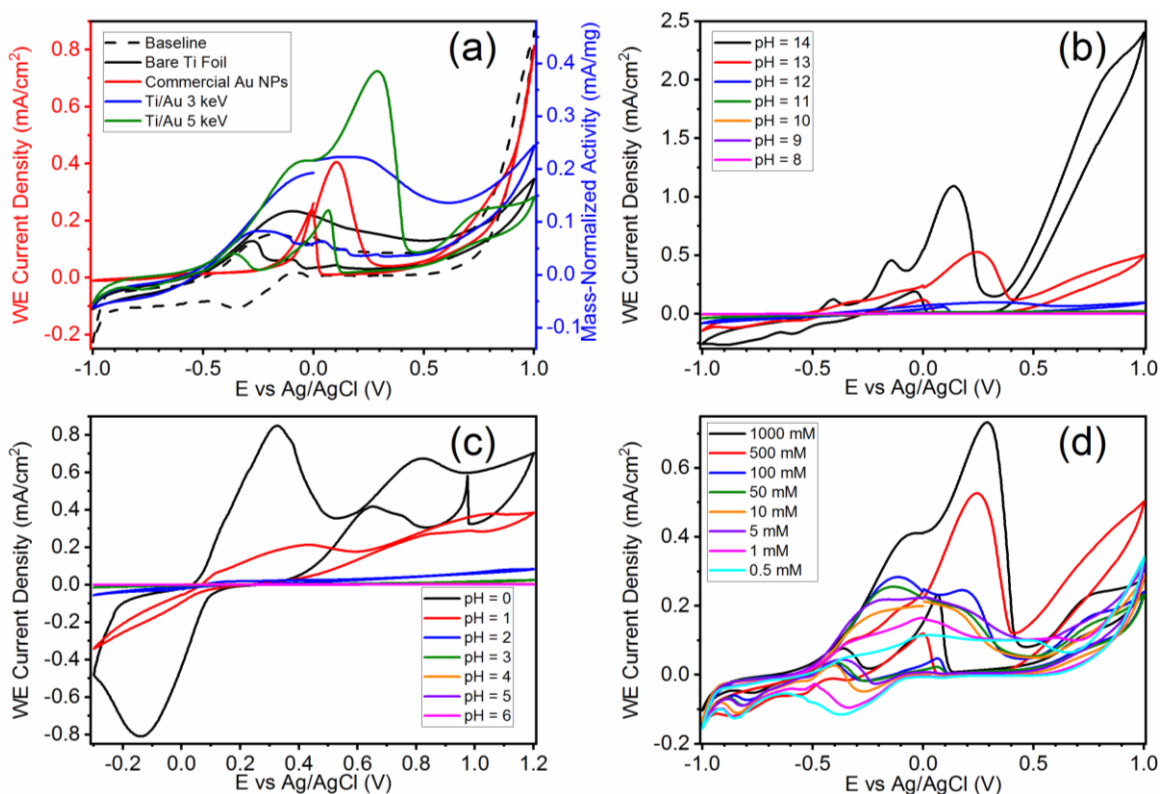 (a)
Baseline
Bare Ti Foil
Commercial Au NPs
Ti/Au 3 keV
Ti/Au 5 keV
0.8
0.6
0.4
0.2
0.0
-0.2
WE Current Density (mA/cm²)
0.4
0.3
0.2
0.1
0.0
-0.1
Mass-Normalized Activity (mA/mg)
-1.0 -0.5 0.0 0.5 1.0
E vs Ag/AgCl (V)
(b)
pH = 14
pH = 13
pH = 12
pH = 11
pH = 10
pH = 9
pH = 8
2.5
2.0
1.5
1.0
0.5
0.0
WE Current Density (mA/cm²)
-1.0 -0.5 0.0 0.5 1.0
E vs Ag/AgCl (V)
(c)
0.8
0.6
0.4
0.2
0.0
-0.2
-0.4
-0.6
-0.8
WE Current Density (mA/cm²)
pH = 0
pH = 1
pH = 2
pH = 3
pH = 4
pH = 5
pH = 6
-0.2 0.0 0.2 0.4 0.6 0.8 1.0 1.2
E vs Ag/AgCl (V)
(d)
1000 mM
500 mM
100 mM
50 mM
10 mM
5 mM
1 mM
0.5 mM
0.6
0.4
0.2
0.0
-0.2
WE Current Density (mA/cm²)
-1.0 -0.5 0.0 0.5 1.0
E vs Ag/AgCl (V)